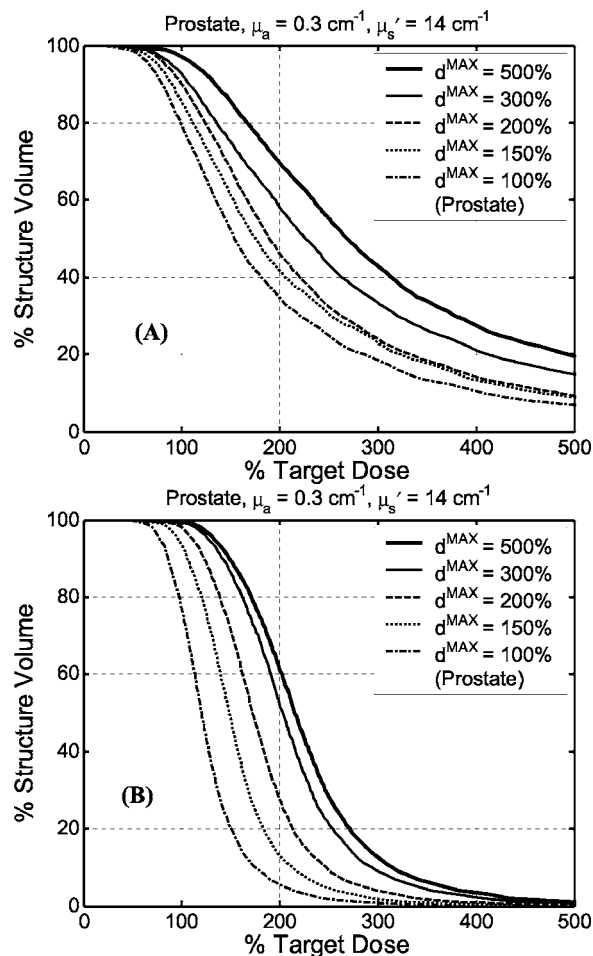 Prostate, μa = 0.3 cm-1, μs′ = 14 cm-1
100
80
60
40
20
0
% Structure Volume
dMAX = 500%
dMAX = 300%
dMAX = 200%
dMAX = 150%
dMAX = 100%
(Prostate)
(A)
0 100 200 300 400 500
% Target Dose
Prostate, μa = 0.3 cm-1, μs′ = 14 cm-1
100
80
60
40
20
0
% Structure Volume
dMAX = 500%
dMAX = 300%
dMAX = 200%
dMAX = 150%
dMAX = 100%
(Prostate)
(B)
0 100 200 300 400 500
% Target Dose